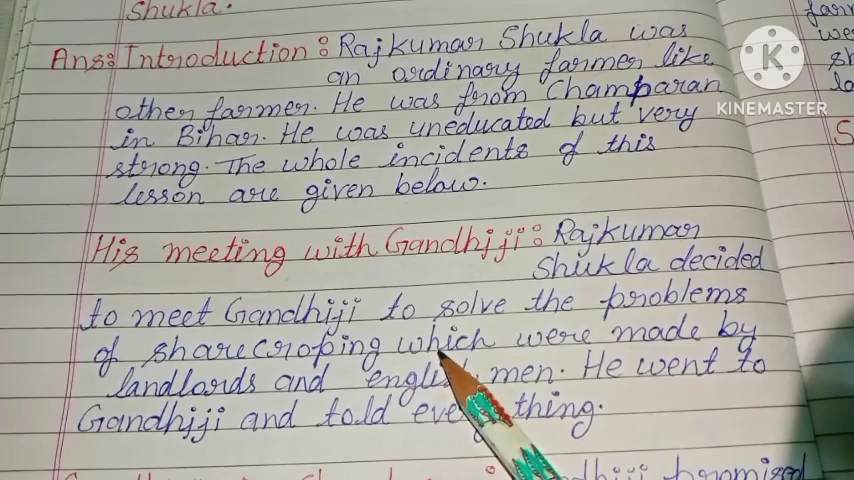 Shukla.
Ans: Introduction: Rajkumar Shukla was
an ordinary farmer like
other farmer. He was from Champaran
in Bihar. He was uneducated but very
strong. The whole incidents of this
lesson are given below.
His meeting with Gandhiji: Rajkumar
Shukla decided
to meet Gandhiji to solve the problems
of sharecroping which were made by
landlords and men. He went to
Gandhiji and told thing.
promised
KINEMASTER